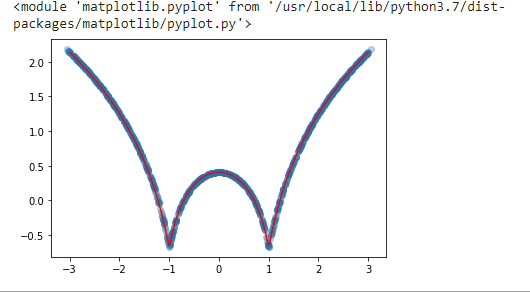 <module 'matplotlib.pyplot' from '/usr/local/lib/python3.7/dist-
packages/matplotlib/pyplot.py'>
2.0
1.5
1.0
0.5
0.0
−0.5
−3 −2 −1 0 1 2 3